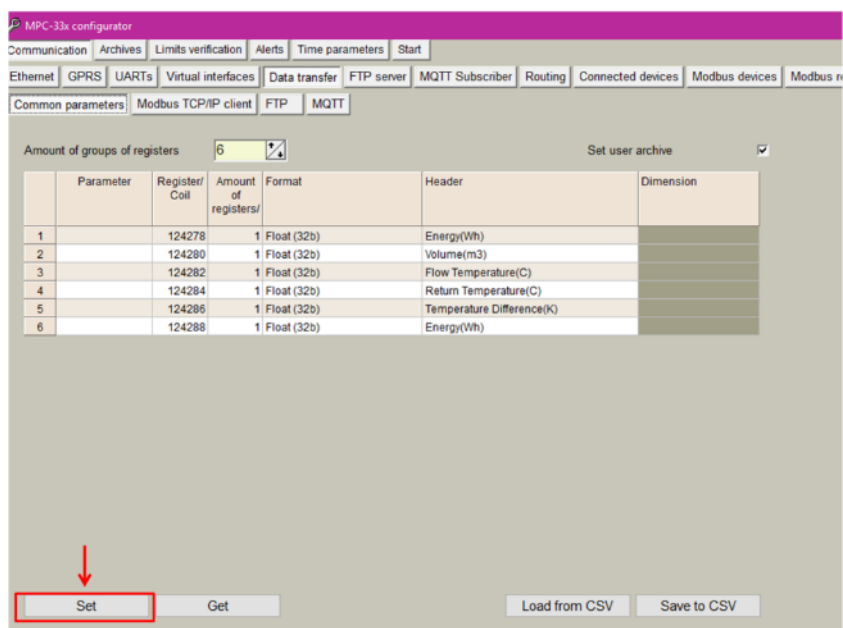 MPC-33x configurator
Communication Archives Limits verification Alerts Time parameters Start
Ethernet GPRS UARTs Virtual interfaces Data transfer FTP server MQTT Subscriber Routing Connected devices Modbus devices Modbus
Common parameters Modbus TCP/IP client FTP MQTT
Amount of groups of registers 6 Set user archive
Parameter Register/ Amount Format Header Dimension
Coil of
registers/
1 124278 1 Float (32b) Energy(Wh)
2 124280 1 Float (32b) Volume(m3)
3 124282 1 Float (32b) Flow Temperature(C)
4 124284 1 Float (32b) Return Temperature(C)
5 124286 1 Float (32b) Temperature Difference(K)
6 124288 1 Float (32b) Energy(Wh)
Set Get Load from CSV Save to CSV